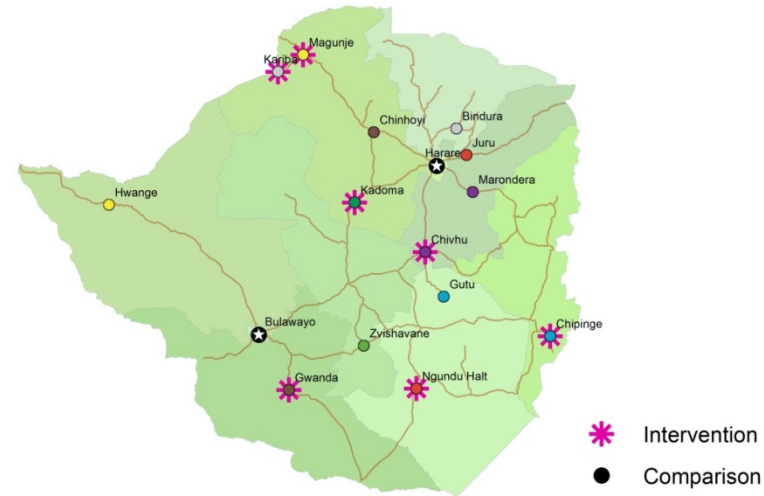 Magunje
Kariba
Chinhoyi
Bindura
Juru
Harare
Marondera
Hwange
Kadoma
Chivhu
Gutu
Bulawayo
Zvishavane
Chipinge
Gwanda
Ngundu Halt
Intervention
Comparison